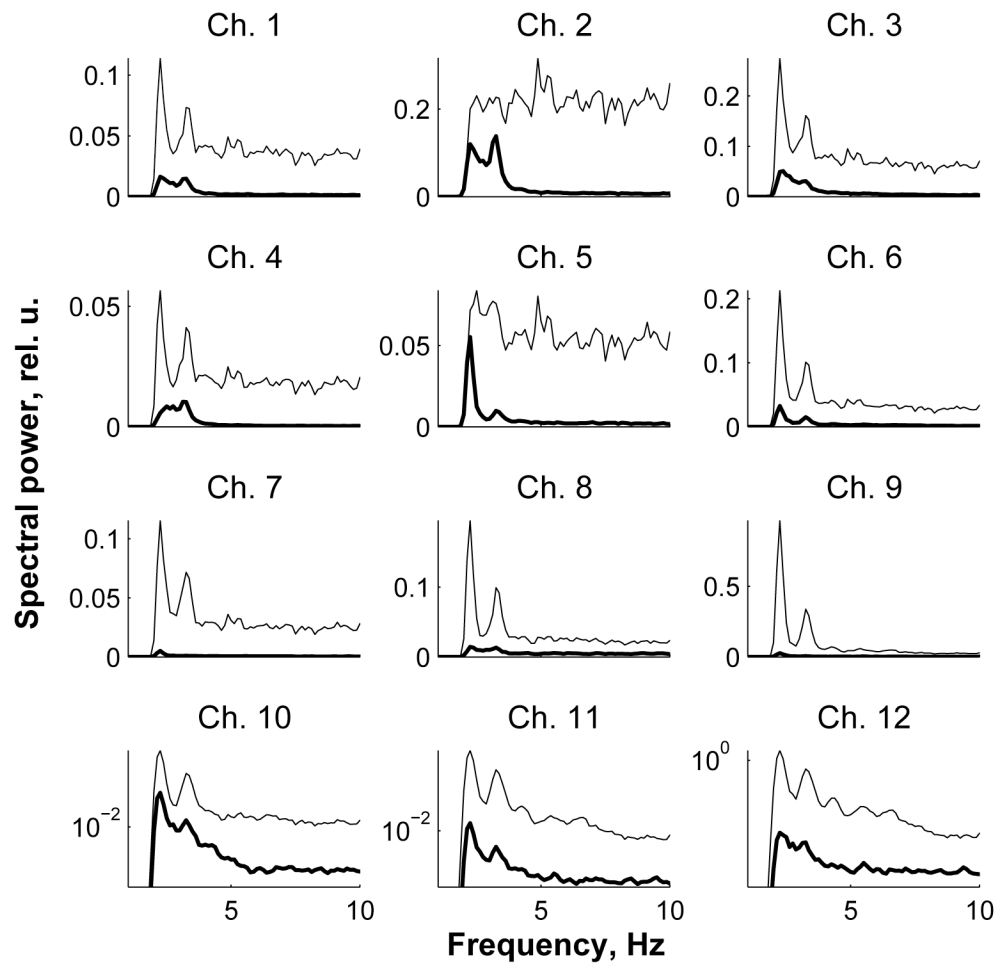 Ch. 1 Ch. 2 Ch. 3
0.1 0.2 0.2
0.05 0.1
0 0 0
Ch. 4 Ch. 5 Ch. 6
0.05 0.05 0.2
0.1
0 0 0
Spectral power, rel. u.
Ch. 7 Ch. 8 Ch. 9
0.1 0.1 0.5
0.05
0 0 0
Ch. 10 Ch. 11 Ch. 12
10⁻² 10⁻² 10⁰
5 10 5 10 5 10
Frequency, Hz